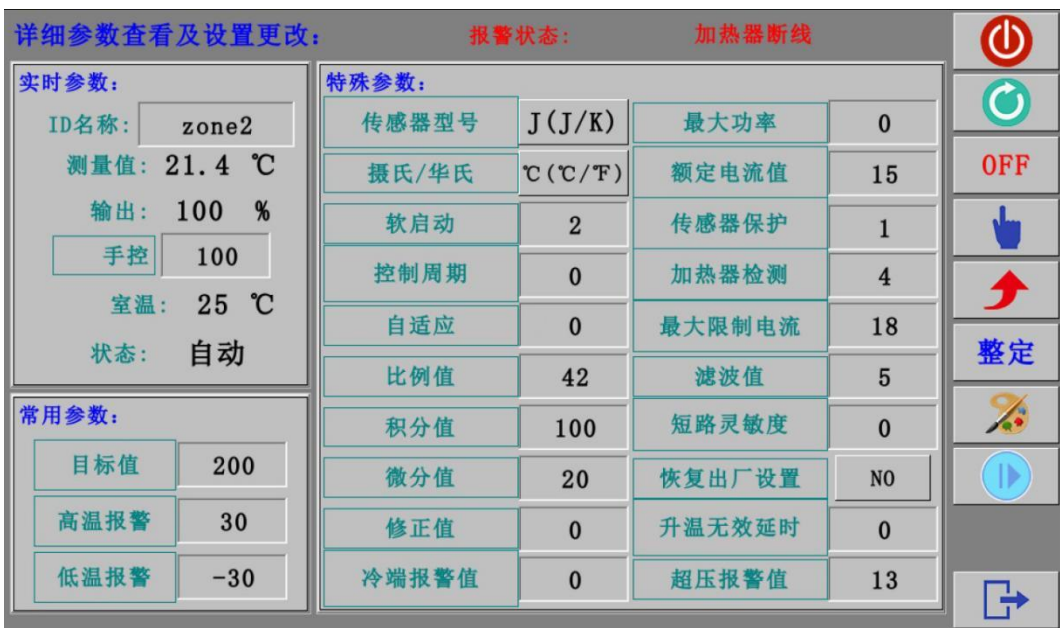 详细参数查看及设置更改: 报警状态: 加热器断线
实时参数:
ID名称: zone2
测量值: 21.4 ℃
输出: 100 %
手控 100
室温: 25 ℃
状态: 自动
常用参数:
目标值 200
高温报警 30
低温报警 -30
特殊参数:
传感器型号 J(J/K) 最大功率 0
摄氏/华氏 ℃(℃/℉) 额定电流值 15
软启动 2 传感器保护 1
控制周期 0 加热器检测 4
自适应 0 最大限制电流 18
比例值 42 滤波值 5
积分值 100 短路灵敏度 0
微分值 20 恢复出厂设置 NO
修正值 0 升温无效延时 0
冷端报警值 0 超压报警值 13
OFF
整定